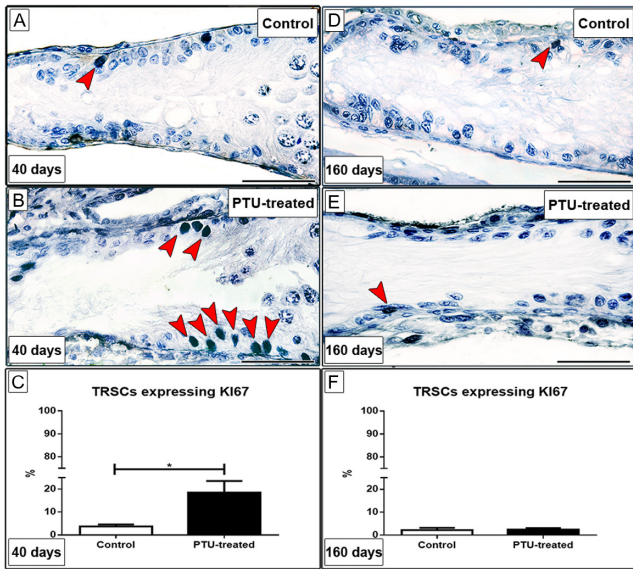 A
Control
40 days
D
Control
160 days
B
PTU-treated
40 days
E
PTU-treated
160 days
C
TRSCs expressing KI67
100
80
%
20
10
0
*
Control
PTU-treated
40 days
F
TRSCs expressing KI67
100
80
%
20
10
0
Control
PTU-treated
160 days